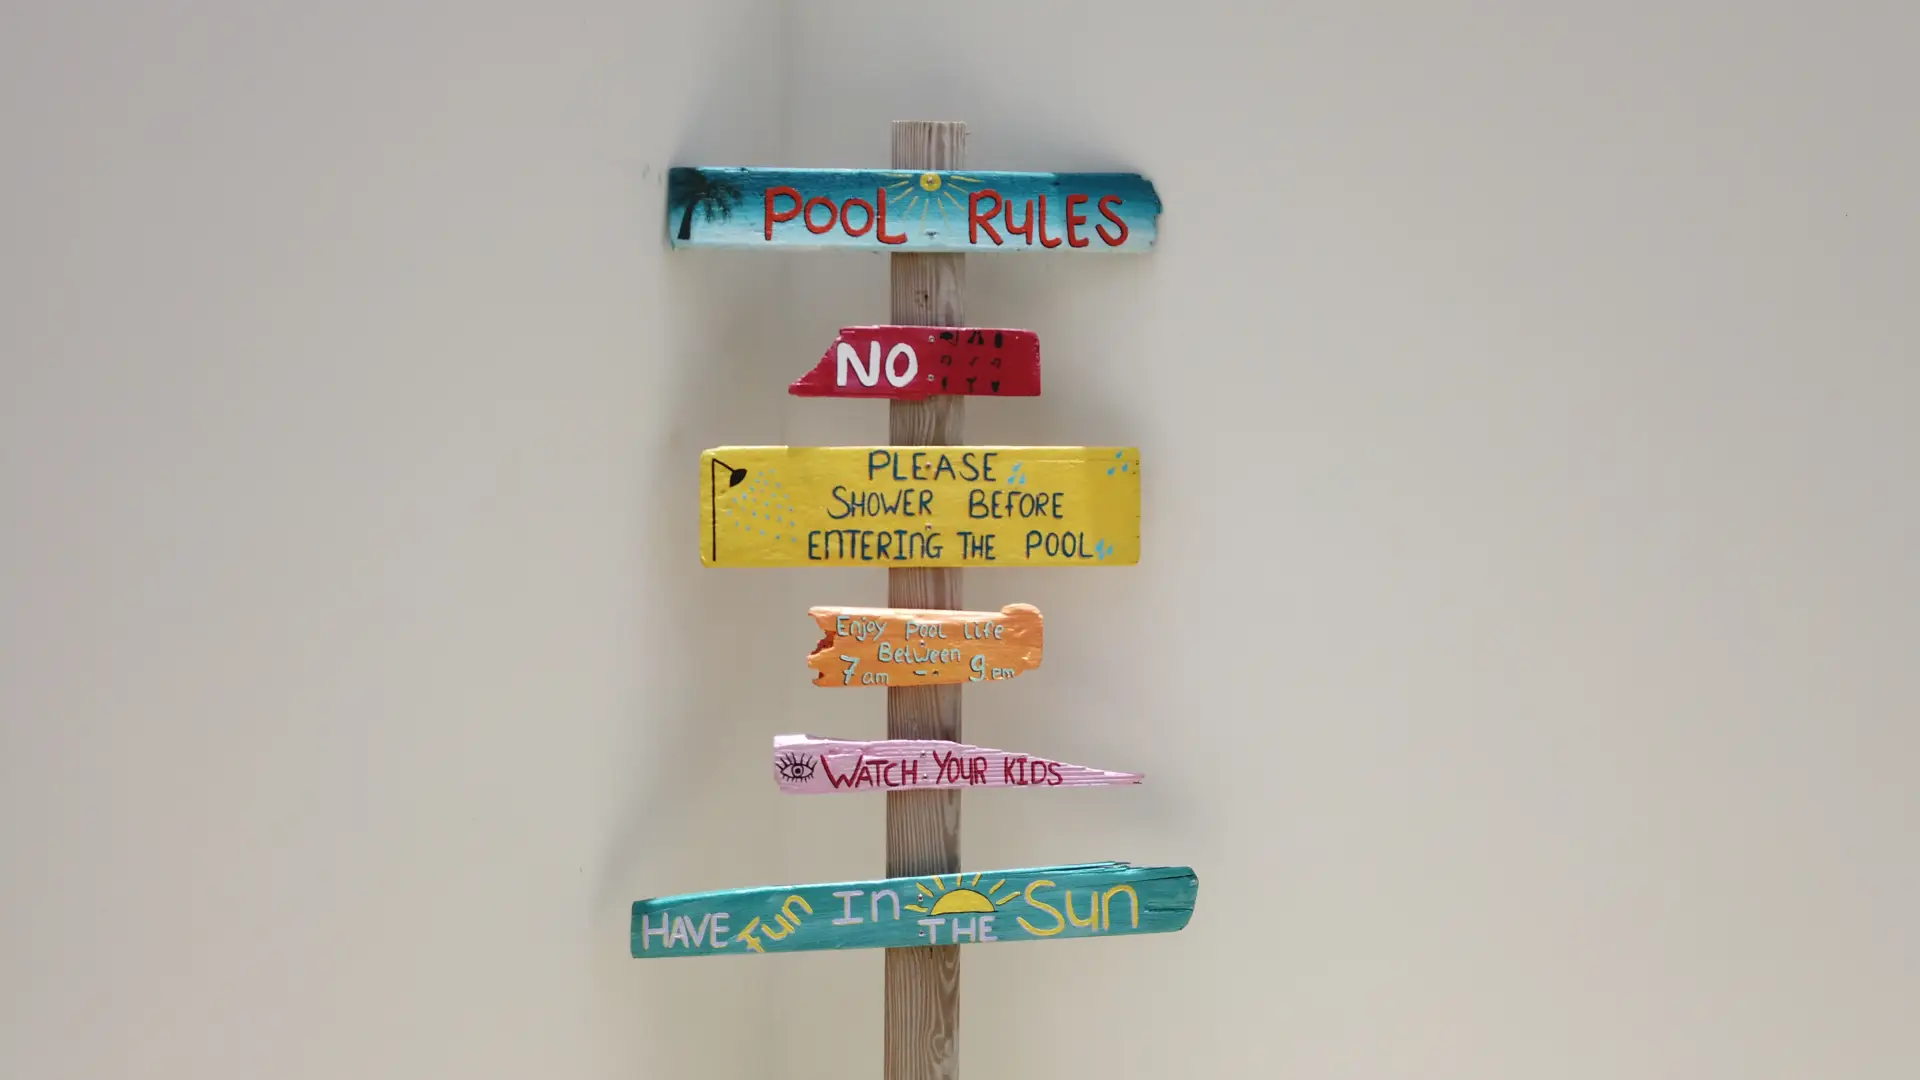 POOL RULES
NO
PLEASE
SHOWER BEFORE
ENTERING THE POOL
Enjoy Pool Life
Between
7 am - 9 pm
WATCH YOUR KIDS
HAVE Fun In THE Sun